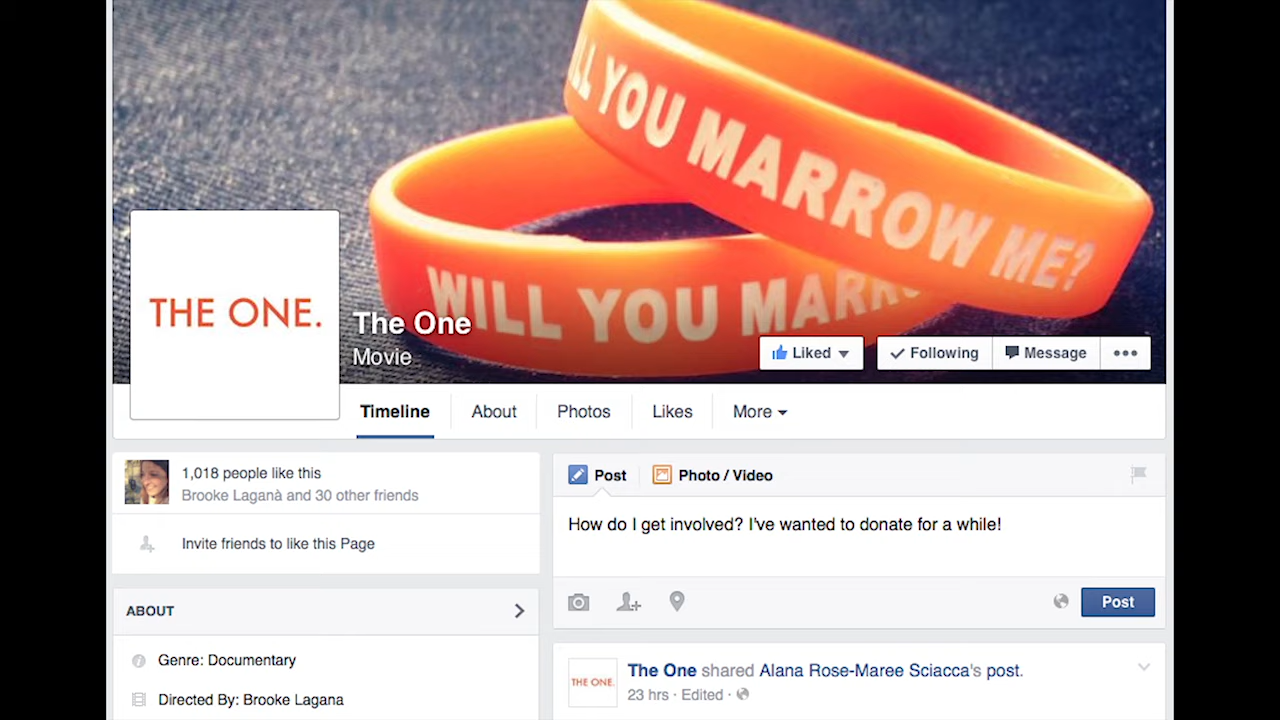 LL YOU MARROW ME?
WILL YOU MARRO
THE ONE.
The One
Movie
Liked
Following
Message
Timeline
About
Photos
Likes
More
1,018 people like this
Brooke Laganà and 30 other friends
Invite friends to like this Page
ABOUT
Genre: Documentary
Directed By: Brooke Lagana
Post
Photo / Video
How do I get involved? I've wanted to donate for a while!
Post
THE ONE.
The One shared Alana Rose-Maree Sciacca's post.
23 hrs · Edited ·